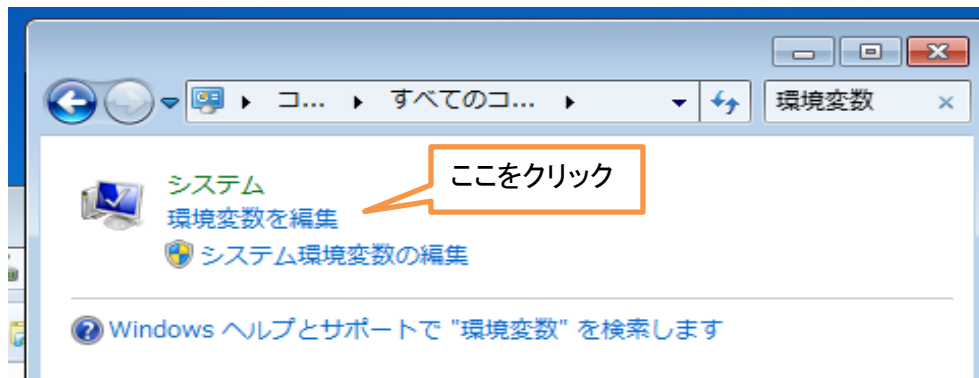 コ... すべてのコ... 環境変数
システム
ここをクリック
環境変数を編集
システム環境変数の編集
Windows ヘルプとサポートで "環境変数" を検索します